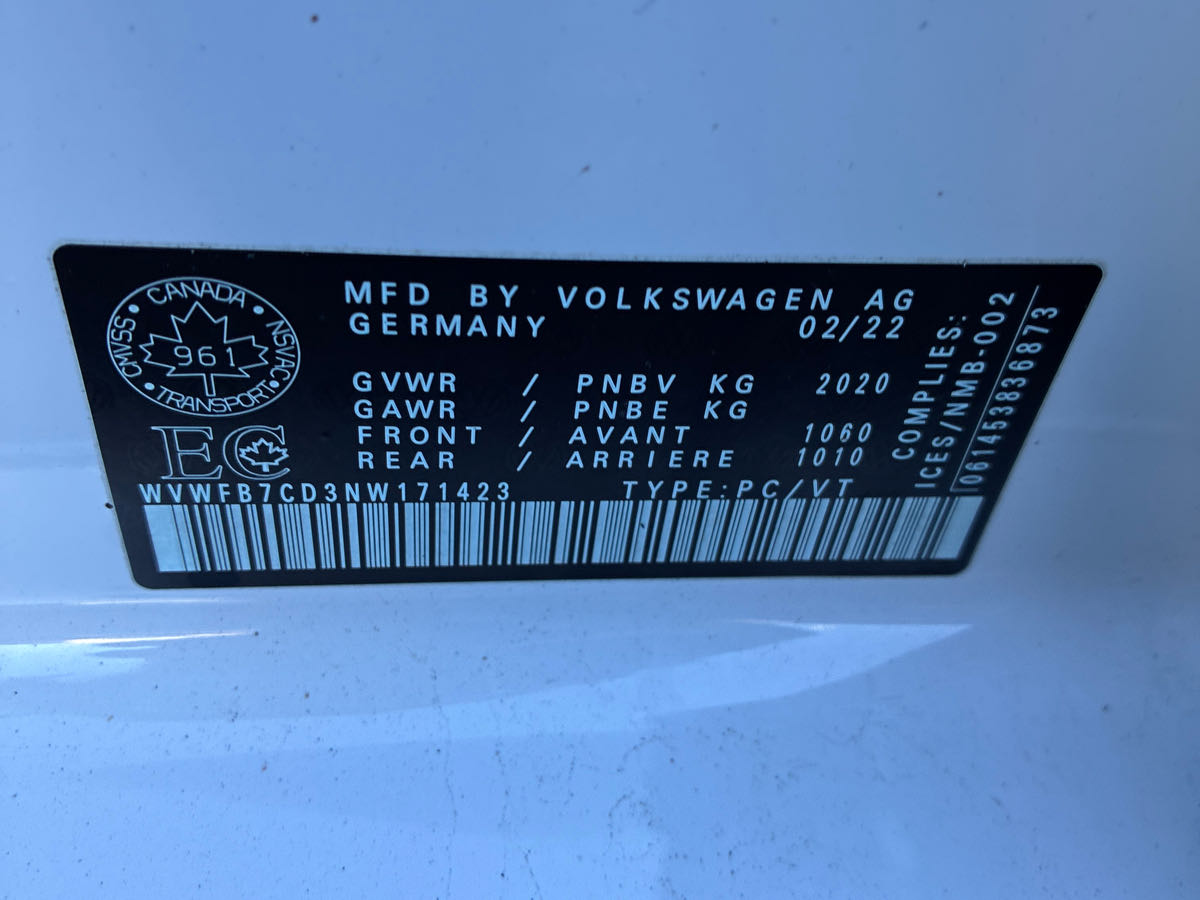 CANADA
CMVSS
961
NSVAC
TRANSPORT
EC
MFD BY VOLKSWAGEN AG
GERMANY 02/22
GVWR / PNBV KG 2020
GAWR / PNBE KG
FRONT / AVANT 1060
REAR / ARRIERE 1010
WVWFB7CD3NW171423 TYPE:PC/VT
COMPLIES:
ICES/NMB-002
061453836873